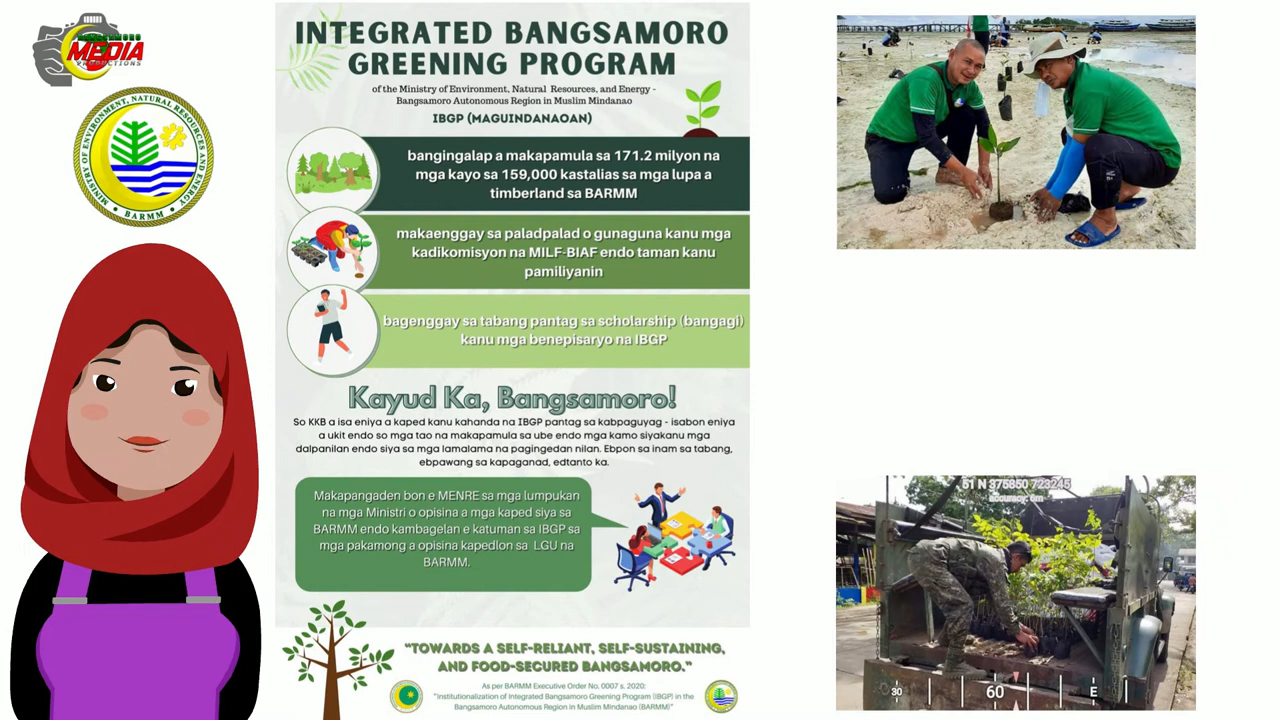 BANGSAMORO
MEDIA
PRODUCTIONS
MINISTRY OF ENVIRONMENT, NATURAL RESOURCES AND ENERGY
• BARMM •
INTEGRATED BANGSAMORO
GREENING PROGRAM
of the Ministry of Environment, Natural Resources, and Energy -
Bangsamoro Autonomous Region in Muslim Mindanao
IBGP (MAGUINDANAOAN)
bangingalap a makapamula sa 171.2 milyon na
mga kayo sa 159,000 kastalias sa mga lupa a
timberland sa BARMM
makaenggay sa paladpalad o gunaguna kanu mga
kadikomisyon na MILF-BIAF endo taman kanu
pamiliyanin
bagenggay sa tabang pantag sa scholarship (bangagi)
kanu mga benepisaryo na IBGP
Kayud Ka, Bangsamoro!
So KKB a isa eniya a kaped kanu kahanda na IBGP pantag sa kabpaguyag - isabon eniya
a ukit endo so mga tao na makapamula sa ube endo mga kamo siyakanu mga
dalpanilan endo siya sa mga lamalama na pagingedan nilan. Ebpon sa inam sa tabang,
ebpawang sa kapaganad, edtanto ka.
Makapangaden bon e MENRE sa mga lumpukan
na mga Ministri o opisina a mga kaped siya sa
BARMM endo kambagelan e katuman sa IBGP sa
mga pakamong a opisina kapedlon sa LGU na
BARMM.
"TOWARDS A SELF-RELIANT, SELF-SUSTAINING,
AND FOOD-SECURED BANGSAMORO."
As per BARMM Executive Order No. 0007 s. 2020:
"Institutionalization of Integrated Bangsamoro Greening Program (IBGP) in the
Bangsamoro Autonomous Region in Muslim Mindanao (BARMM)"
51 N 375850 723245
accuracy: 6m
30
60
E